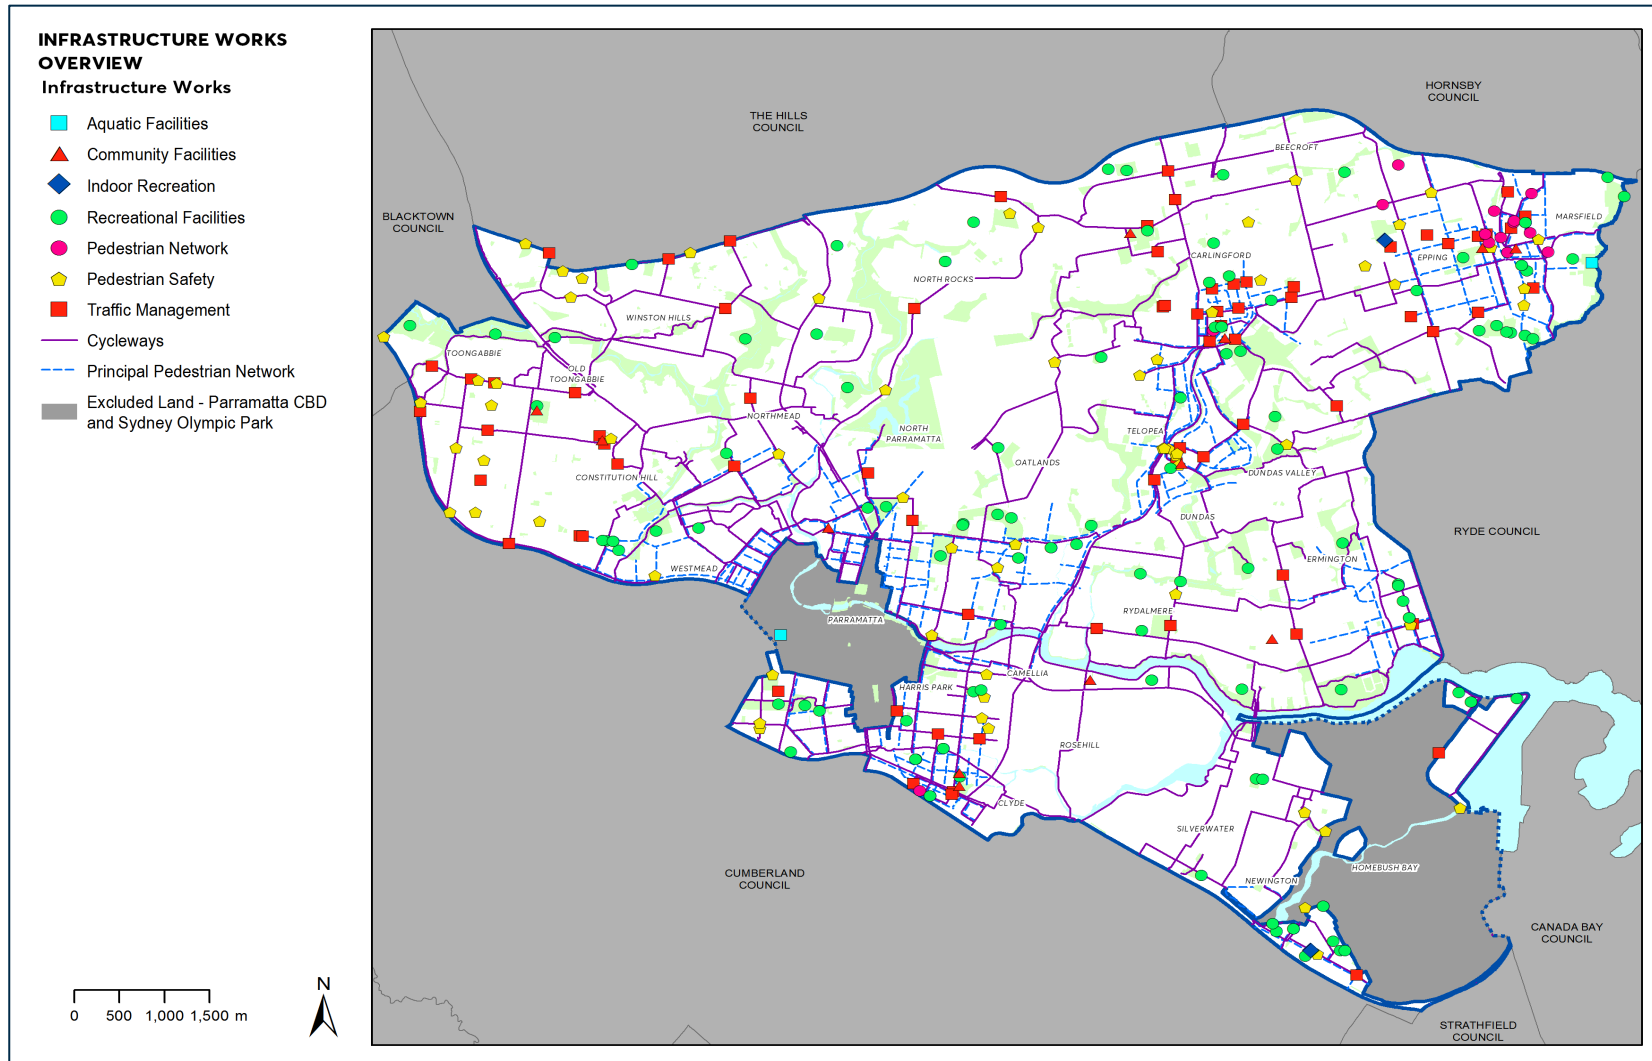 INFRASTRUCTURE WORKS
OVERVIEW
Infrastructure Works
Aquatic Facilities
Community Facilities
Indoor Recreation
Recreational Facilities
Pedestrian Network
Pedestrian Safety
Traffic Management
Cycleways
Principal Pedestrian Network
Excluded Land - Parramatta CBD
and Sydney Olympic Park
0 500 1,000 1,500 m
N
HORNSBY
COUNCIL
THE HILLS
COUNCIL
BLACKTOWN
COUNCIL
BEECROFT
MARSFIELD
CARLINGFORD
EPPING
NORTH ROCKS
WINSTON HILLS
TOONGABBIE
OLD
TOONGABBIE
NORTHMEAD
NORTH
PARRAMATTA
TELOPEA
OATLANDS
DUNDAS VALLEY
CONSTITUTION HILL
DUNDAS
RYDE COUNCIL
ERMINGTON
WESTMEAD
RYDALMERE
PARRAMATTA
CAMELLIA
HARRIS PARK
ROSEHILL
CLYDE
SILVERWATER
HOMEBUSH BAY
NEWINGTON
CUMBERLAND
COUNCIL
CANADA BAY
COUNCIL
STRATHFIELD
COUNCIL